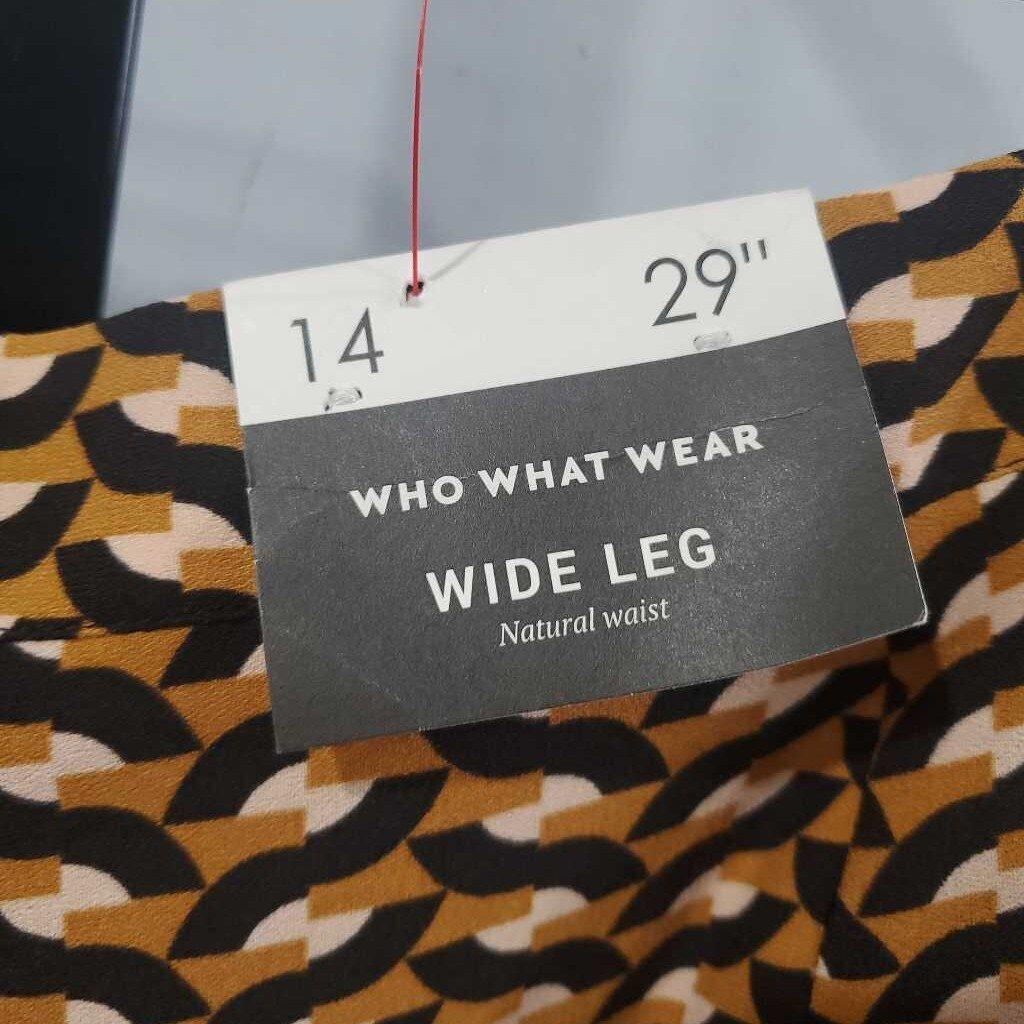 14 29"
WHO WHAT WEAR
WIDE LEG
Natural waist